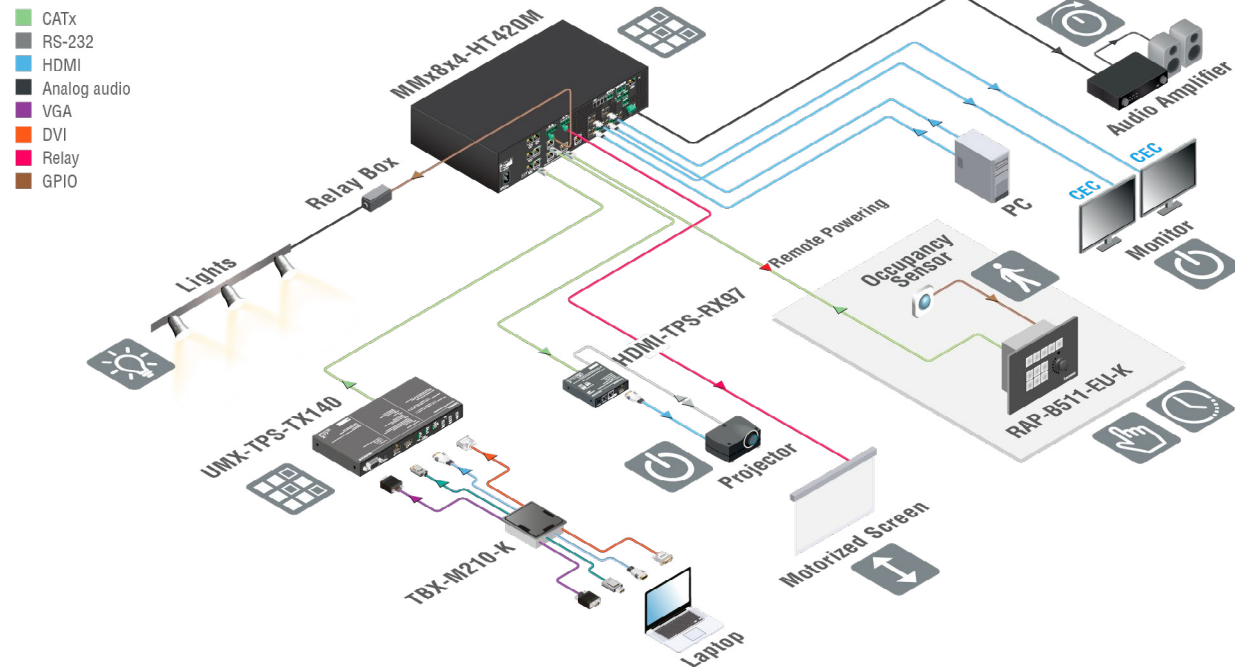 CATx
RS-232
HDMI
Analog audio
VGA
DVI
Relay
GPIO
MMx8x4-HT420M
Audio Amplifier
Relay Box
CEC
CEC
PC
Monitor
Lights
Remote Powering
Occupancy
Sensor
HDMI-TPS-RX97
RAP-B511-EU-K
UMX-TPS-TX140
Projector
Motorized Screen
TBX-M210-K
Laptop